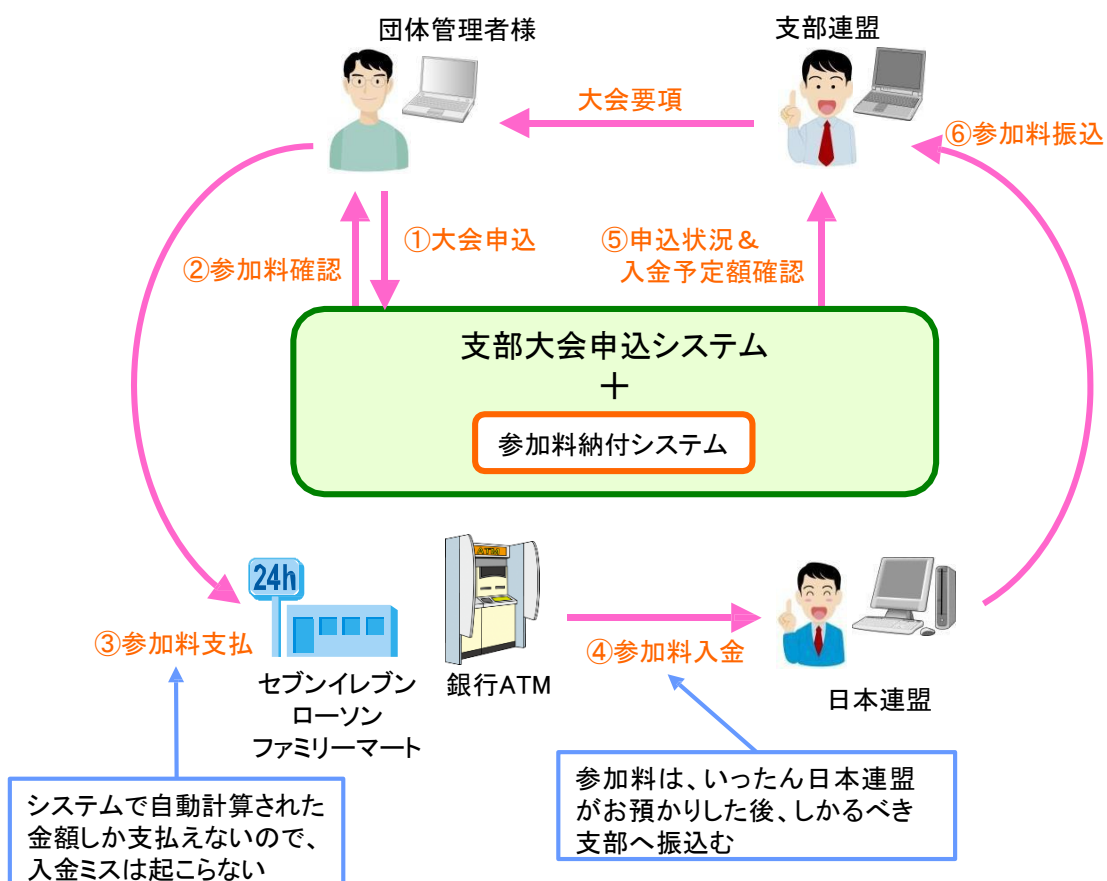 団体管理者様
支部連盟
大会要項
⑥参加料振込
①大会申込
②参加料確認
⑤申込状況＆
入金予定額確認
支部大会申込システム
＋
参加料納付システム
24h
ATM
③参加料支払
④参加料入金
セブンイレブン
ローソン
ファミリーマート
銀行ATM
日本連盟
システムで自動計算された
金額しか支払えないので、
入金ミスは起こらない
参加料は、いったん日本連盟
がお預かりした後、しかるべき
支部へ振込む